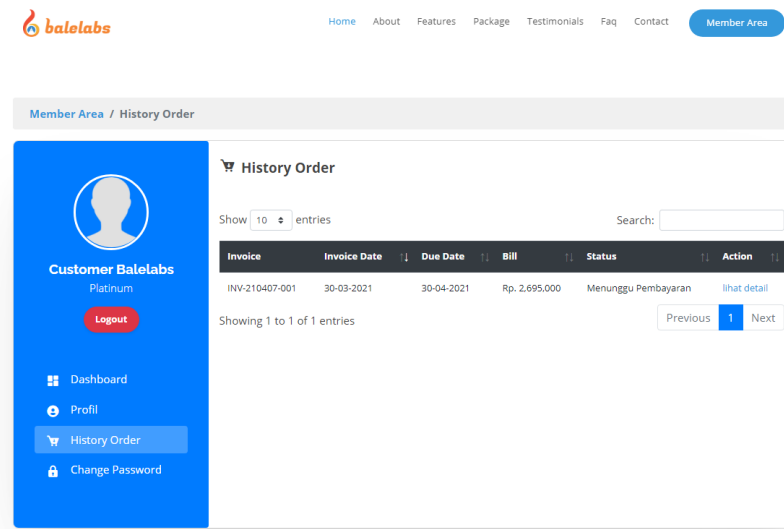 balelabs
Home About Features Package Testimonials Faq Contact Member Area
Member Area / History Order
Customer Balelabs
Platinum
Logout
Dashboard
Profil
History Order
Change Password
History Order
Show 10 entries Search:
Invoice Invoice Date Due Date Bill Status Action
INV-210407-001 30-03-2021 30-04-2021 Rp. 2,695,000 Menunggu Pembayaran lihat detail
Showing 1 to 1 of 1 entries Previous 1 Next